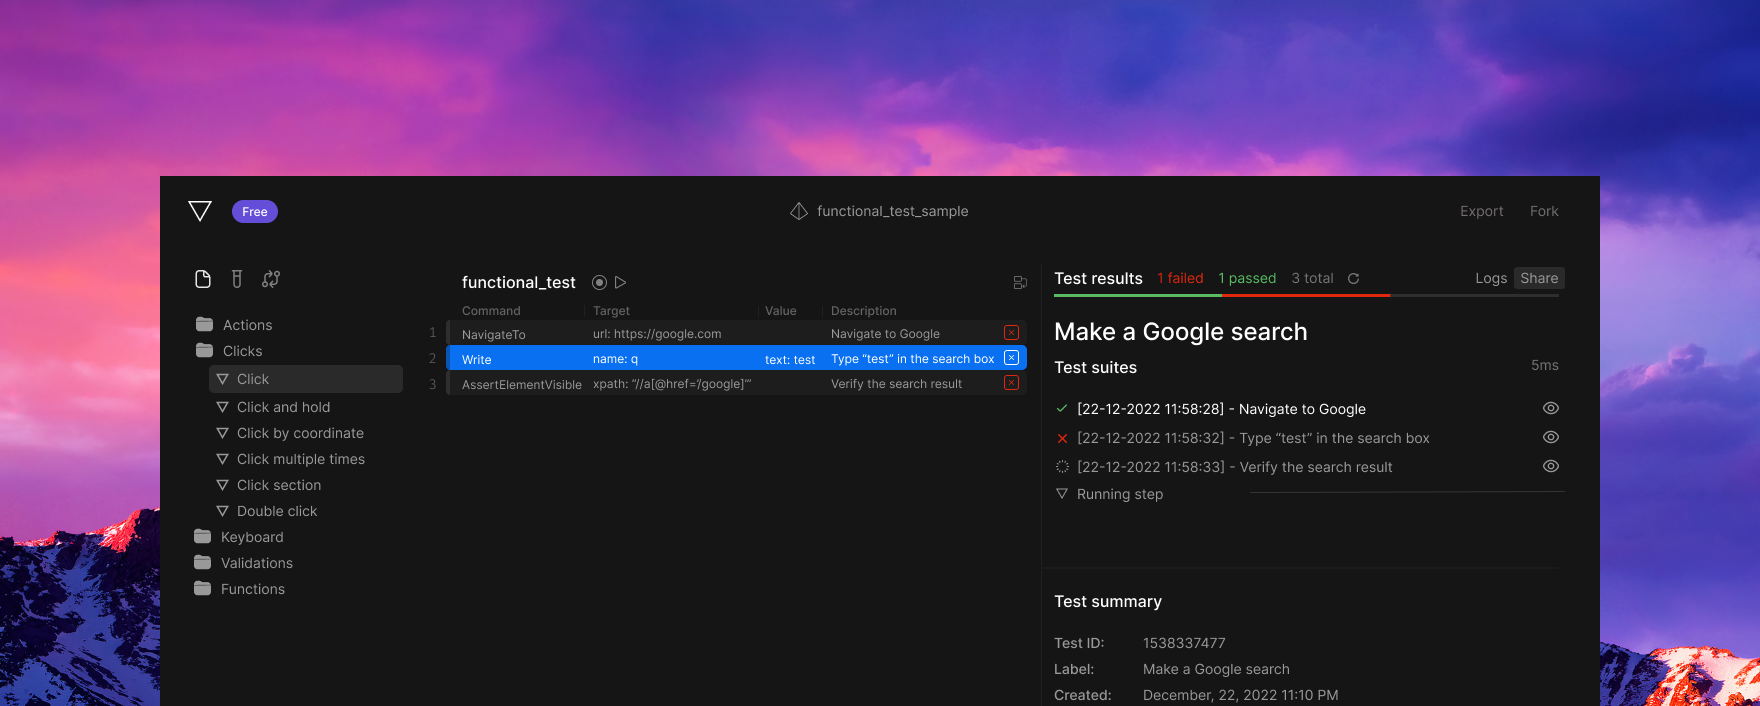 Free
functional_test_sample
Export
Fork
Actions
Clicks
Click
Click and hold
Click by coordinate
Click multiple times
Click section
Double click
Keyboard
Validations
Functions
functional_test
Command Target Value Description
1 NavigateTo url: https://google.com Navigate to Google
2 Write name: q text: test Type “test” in the search box
3 AssertElementVisible xpath: “//a[@href=’/google]’” Verify the search result
Test results 1 failed 1 passed 3 total Logs Share
Make a Google search
Test suites 5ms
[22-12-2022 11:58:28] - Navigate to Google
[22-12-2022 11:58:32] - Type “test” in the search box
[22-12-2022 11:58:33] - Verify the search result
Running step
Test summary
Test ID: 1538337477
Label: Make a Google search
Created: December, 22, 2022 11:10 PM